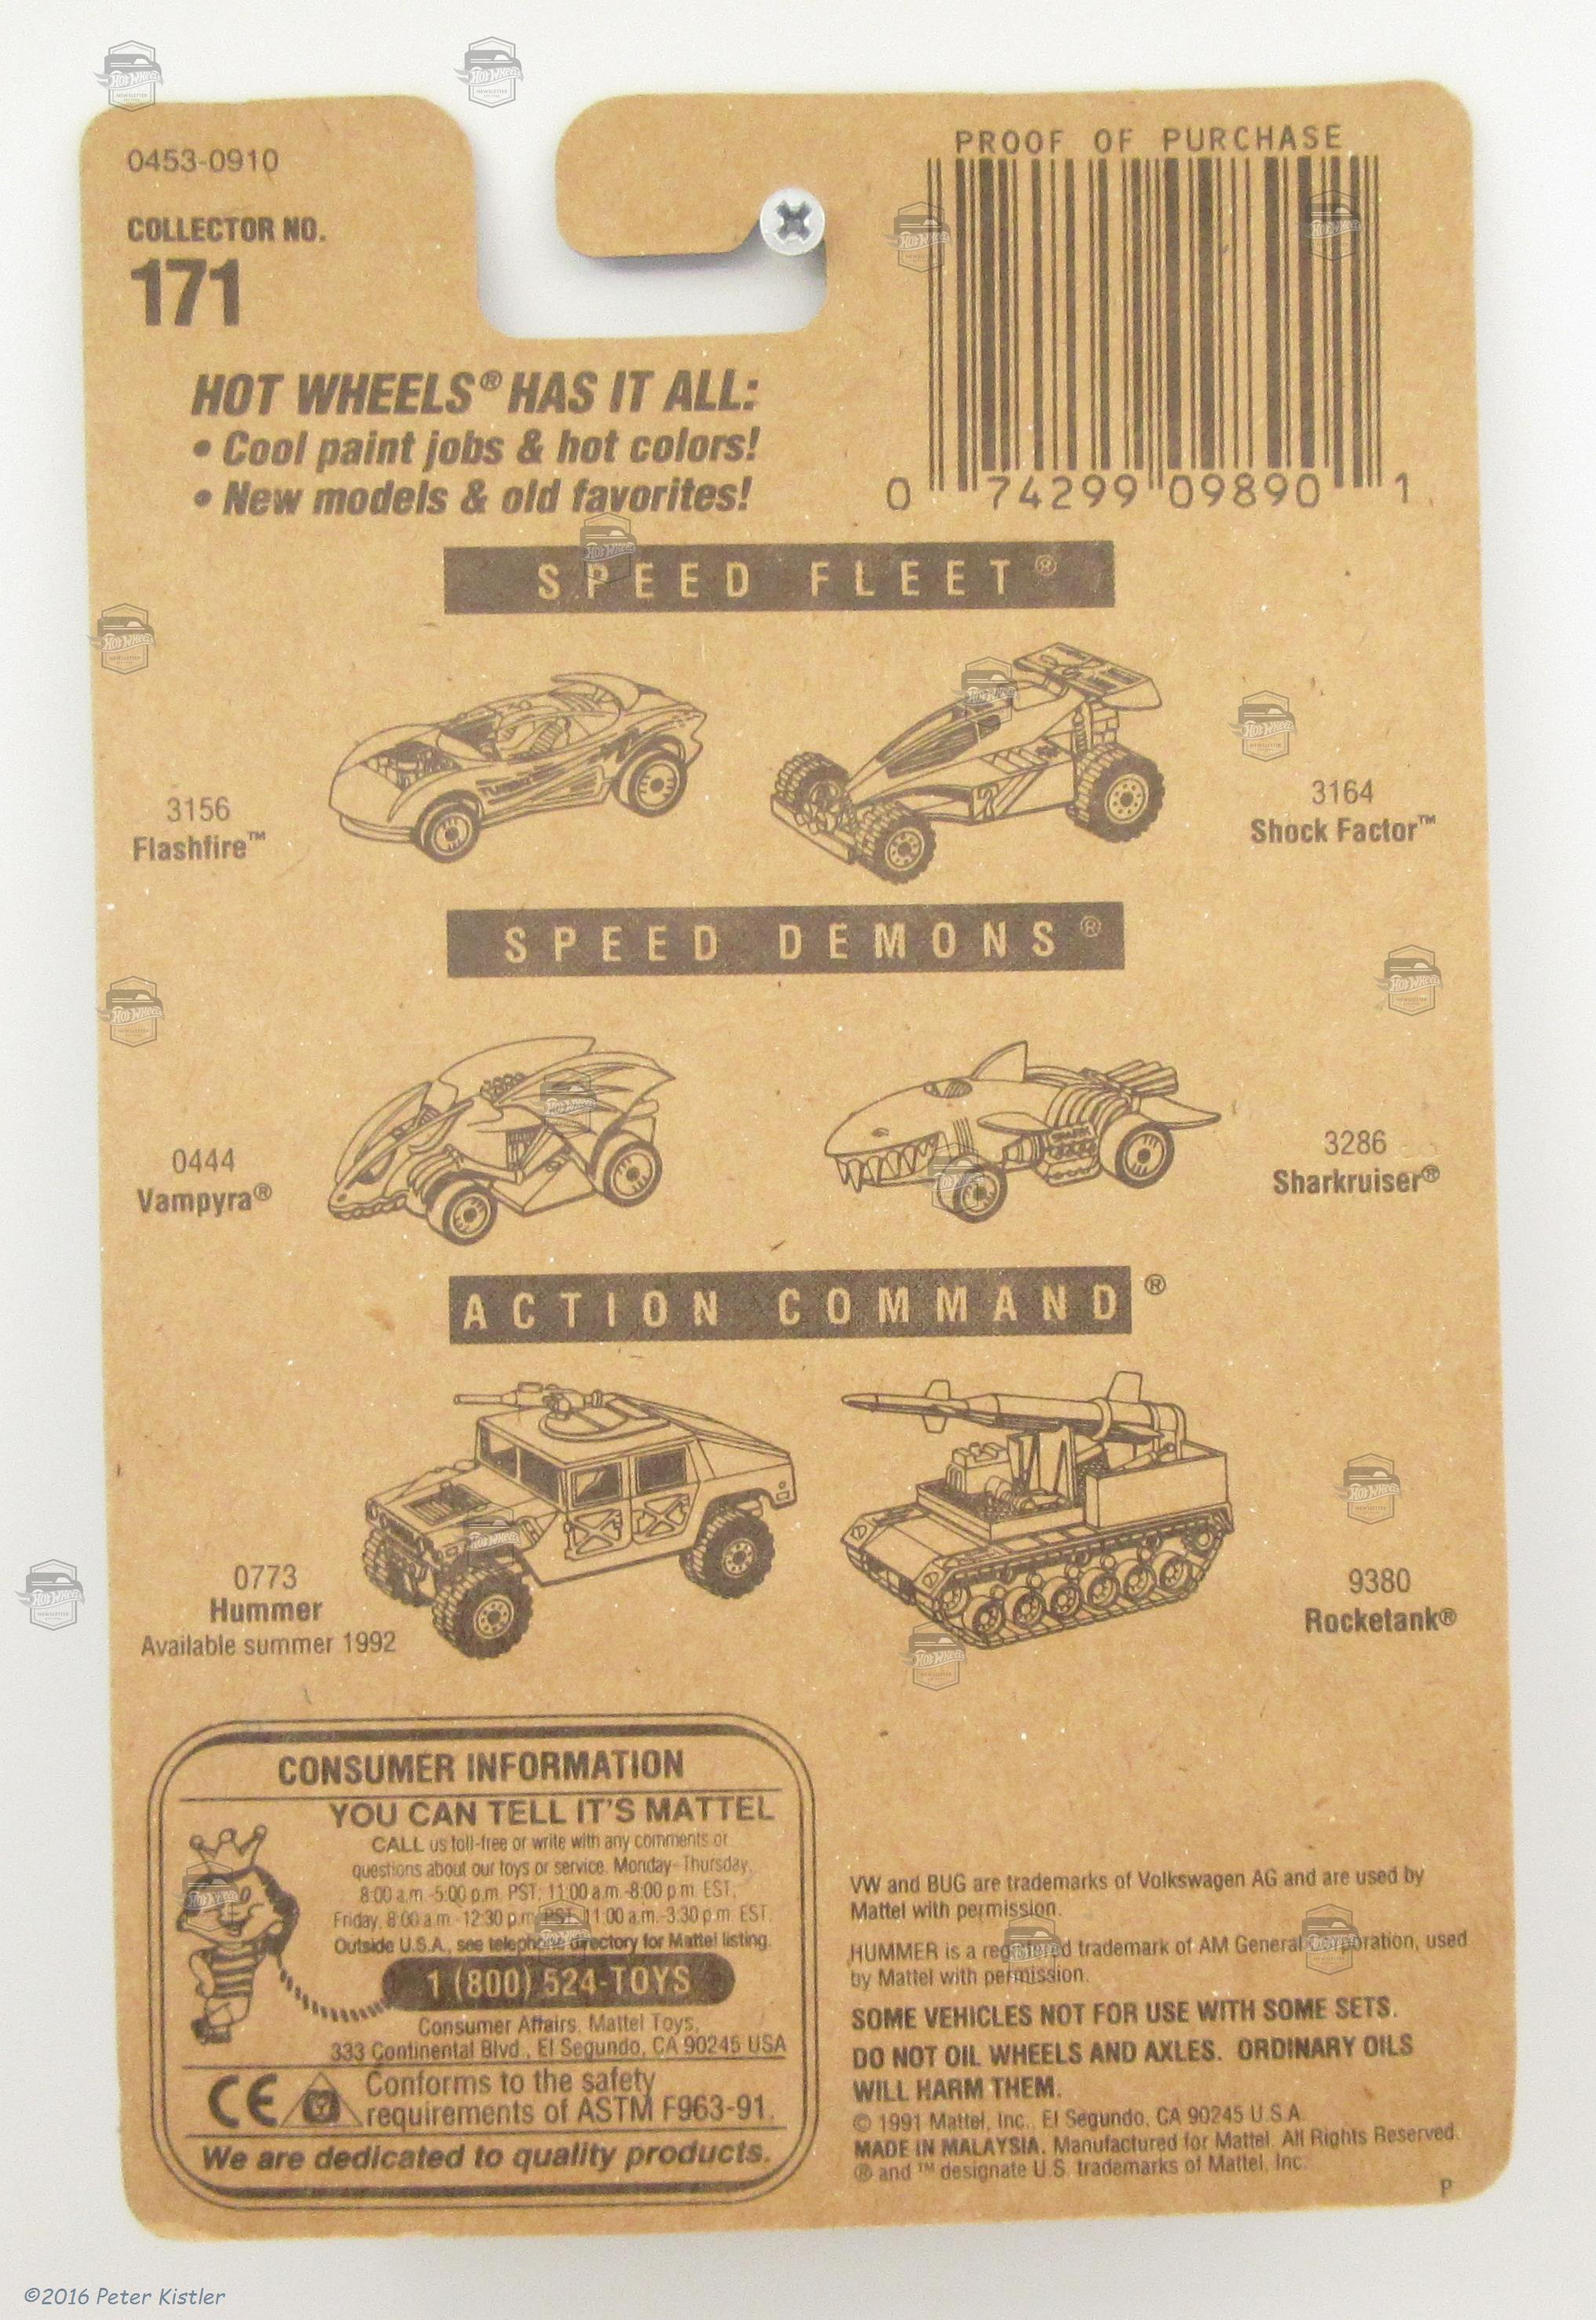 0453-0910
COLLECTOR NO.
171
PROOF OF PURCHASE
0 74299 09890 1
HOT WHEELS® HAS IT ALL:
• Cool paint jobs & hot colors!
• New models & old favorites!
SPEED FLEET®
3156
Flashfire™
3164
Shock Factor™
SPEED DEMONS®
0444
Vampyra®
3286
Sharkruiser®
ACTION COMMAND®
0773
Hummer
Available summer 1992
9380
Rocketank®
CONSUMER INFORMATION
YOU CAN TELL IT'S MATTEL
CALL us toll-free or write with any comments or
questions about our toys or service. Monday-Thursday,
8:00 a.m.-5:00 p.m. PST; 11:00 a.m.-8:00 p.m. EST;
Friday, 8:00 a.m.-12:30 p.m. PST, 11:00 a.m.-3:30 p.m. EST.
Outside U.S.A., see telephone directory for Mattel listing.
1 (800) 524-TOYS
Consumer Affairs, Mattel Toys,
333 Continental Blvd., El Segundo, CA 90245 USA
CE
Conforms to the safety
requirements of ASTM F963-91.
We are dedicated to quality products.
VW and BUG are trademarks of Volkswagen AG and are used by
Mattel with permission.
HUMMER is a registered trademark of AM General Corporation, used
by Mattel with permission.
SOME VEHICLES NOT FOR USE WITH SOME SETS.
DO NOT OIL WHEELS AND AXLES. ORDINARY OILS
WILL HARM THEM.
© 1991 Mattel, Inc., El Segundo, CA 90245 U.S.A.
MADE IN MALAYSIA. Manufactured for Mattel. All Rights Reserved.
® and ™ designate U.S. trademarks of Mattel, Inc.
P
©2016 Peter Kistler